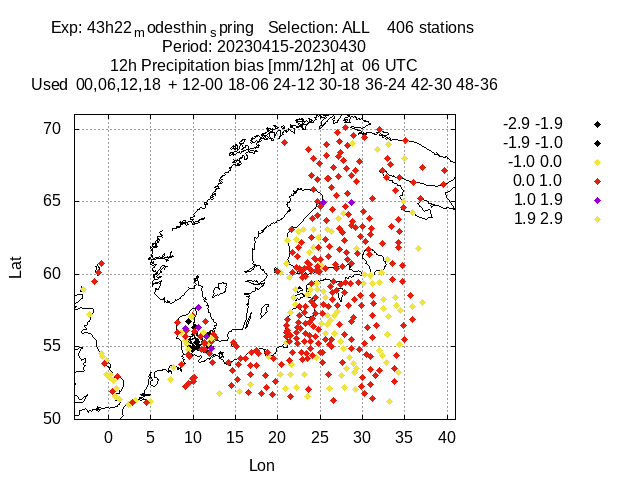 Exp: 43h22m odesthins pring   Selection: ALL    406 stations
Period: 20230415-20230430
12h Precipitation bias [mm/12h] at  06 UTC
Used  00,06,12,18  + 12-00 18-06 24-12 30-18 36-24 42-30 48-36
-2.9 -1.9
-1.9 -1.0
-1.0 0.0
0.0 1.0
1.0 1.9
1.9 2.9
70
65
60
55
50
Lat
0 5 10 15 20 25 30 35 40
Lon